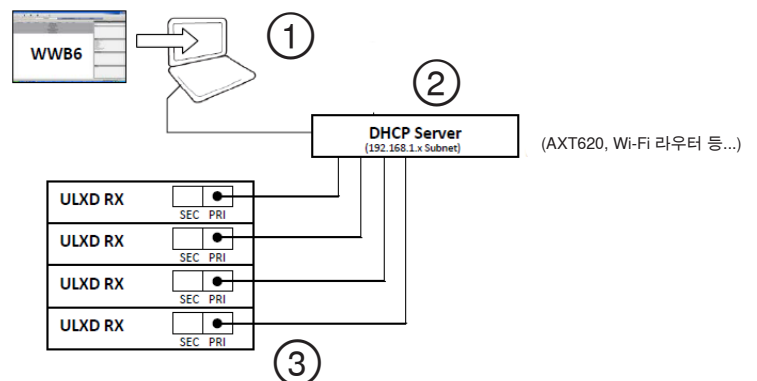 WWB6
①
②
DHCP Server
(192.168.1.x Subnet)
(AXT620, Wi-Fi 라우터 등...)
ULXD RX
SEC PRI
ULXD RX
SEC PRI
ULXD RX
SEC PRI
ULXD RX
SEC PRI
③